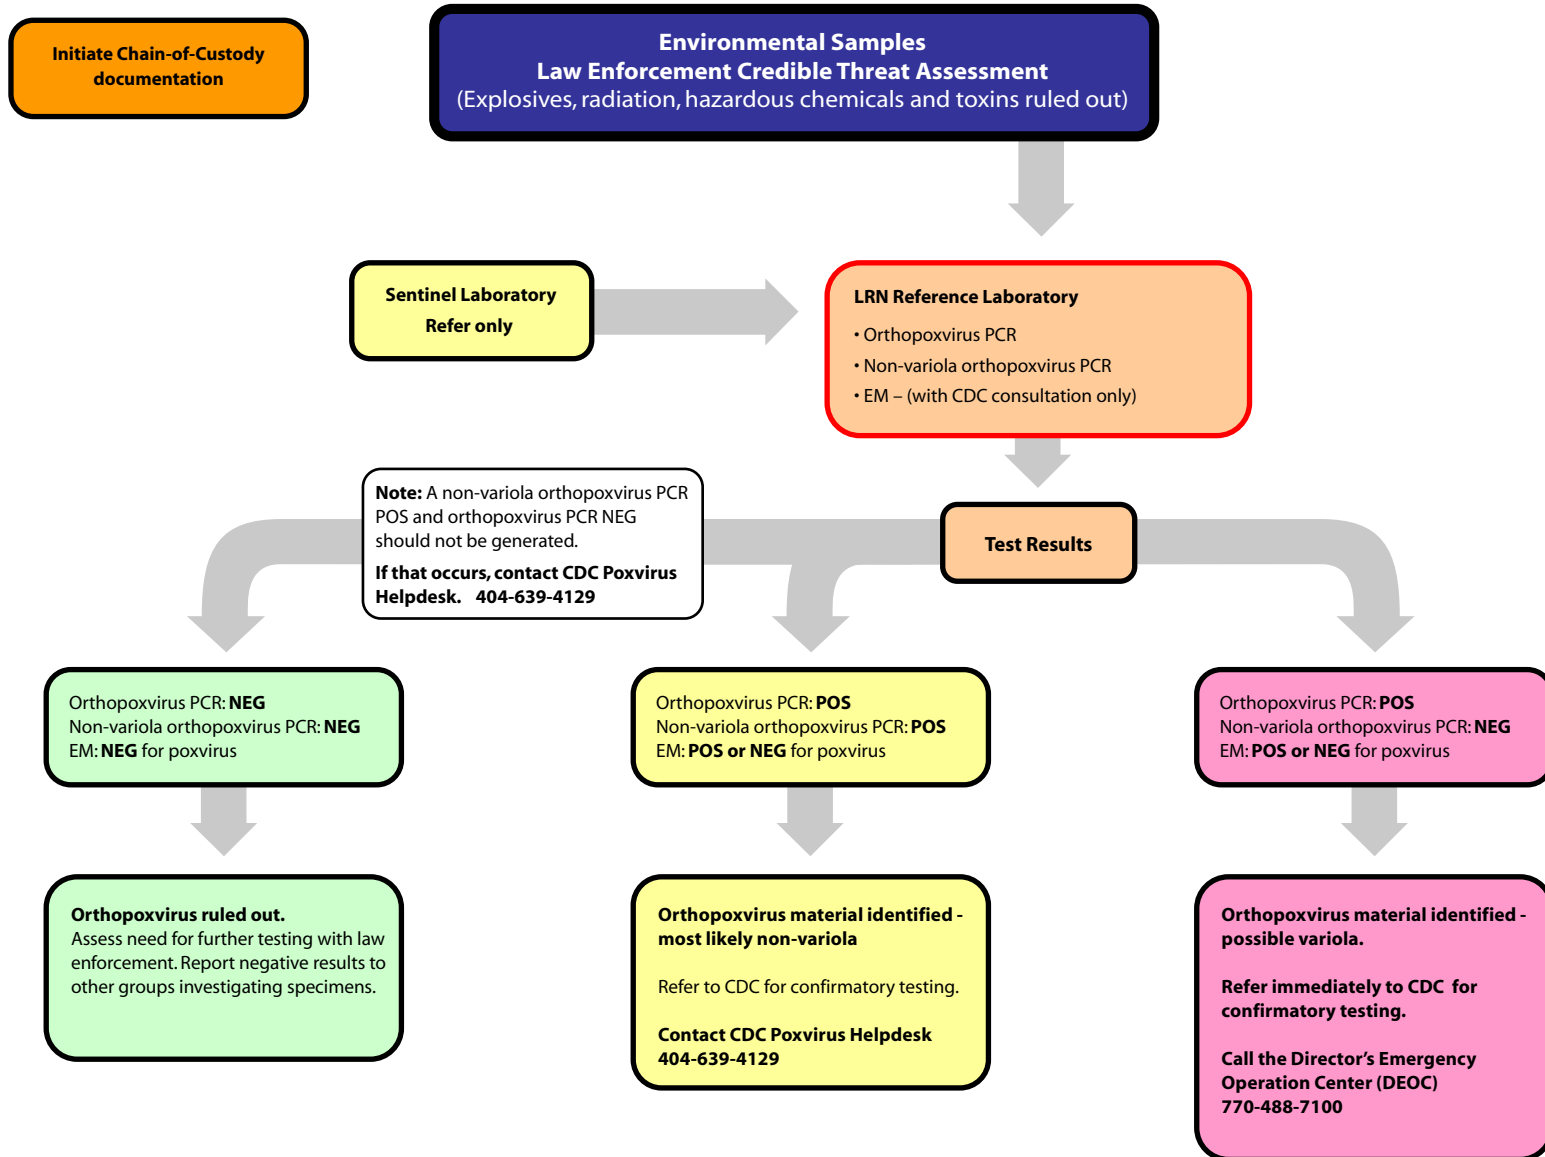 Initiate Chain-of-Custody
documentation
Environmental Samples
Law Enforcement Credible Threat Assessment
(Explosives, radiation, hazardous chemicals and toxins ruled out)
Sentinel Laboratory
Refer only
LRN Reference Laboratory
• Orthopoxvirus PCR
• Non-variola orthopoxvirus PCR
• EM – (with CDC consultation only)
Note: A non-variola orthopoxvirus PCR
POS and orthopoxvirus PCR NEG
should not be generated.
If that occurs, contact CDC Poxvirus
Helpdesk. 404-639-4129
Test Results
Orthopoxvirus PCR: NEG
Non-variola orthopoxvirus PCR: NEG
EM: NEG for poxvirus
Orthopoxvirus PCR: POS
Non-variola orthopoxvirus PCR: POS
EM: POS or NEG for poxvirus
Orthopoxvirus PCR: POS
Non-variola orthopoxvirus PCR: NEG
EM: POS or NEG for poxvirus
Orthopoxvirus ruled out.
Assess need for further testing with law
enforcement. Report negative results to
other groups investigating specimens.
Orthopoxvirus material identified -
most likely non-variola
Refer to CDC for confirmatory testing.
Contact CDC Poxvirus Helpdesk
404-639-4129
Orthopoxvirus material identified -
possible variola.
Refer immediately to CDC for
confirmatory testing.
Call the Director's Emergency
Operation Center (DEOC)
770-488-7100